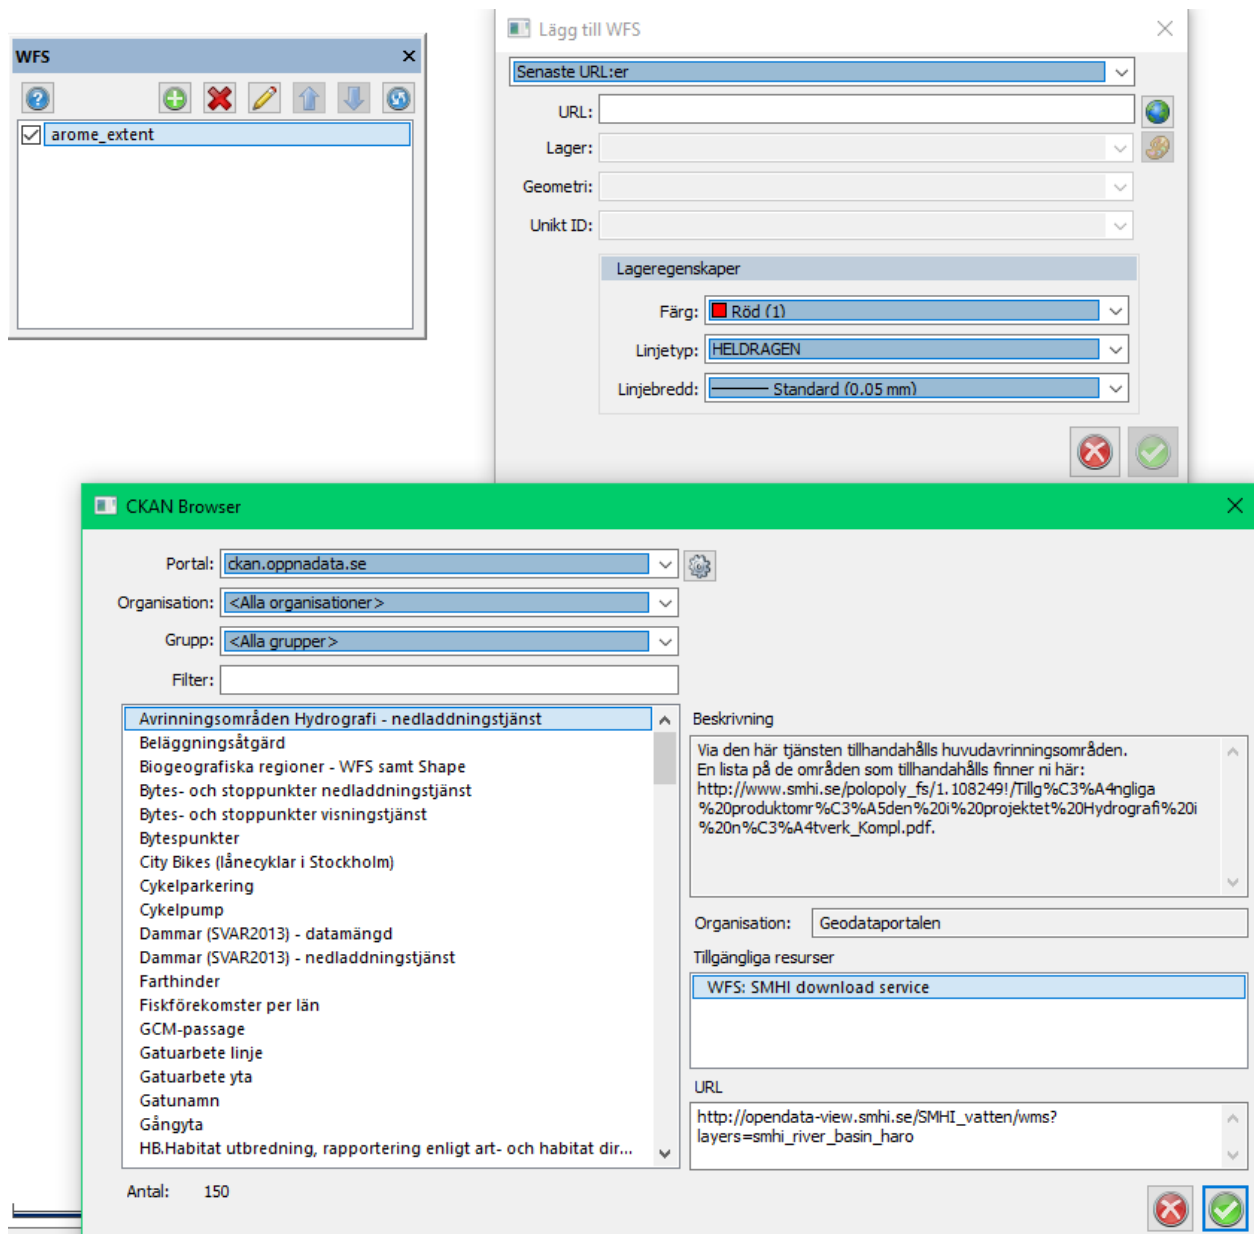 WFS
arome_extent
Lägg till WFS
Senaste URL:er
URL:
Lager:
Geometri:
Unikt ID:
Lageregenskaper
Färg: Röd (1)
Linjetyp: HELDRAGEN
Linjebredd: Standard (0.05 mm)
CKAN Browser
Portal: ckan.oppnadata.se
Organisation: <Alla organisationer>
Grupp: <Alla grupper>
Filter:
Avrinningsområden Hydrografi - nedladdningstjänst
Beläggningsåtgärd
Biogeografiska regioner - WFS samt Shape
Bytes- och stoppunkter nedladdningstjänst
Bytes- och stoppunkter visningstjänst
Bytespunkter
City Bikes (lånecyklar i Stockholm)
Cykelparkering
Cykelpump
Dammar (SVAR2013) - datamängd
Dammar (SVAR2013) - nedladdningstjänst
Farthinder
Fiskförekomster per län
GCM-passage
Gatuarbete linje
Gatuarbete yta
Gatunamn
Gångyta
HB.Habitat utbredning, rapportering enligt art- och habitat dir...
Antal: 150
Beskrivning
Via den här tjänsten tillhandahålls huvudavrinningsområden.
En lista på de områden som tillhandahålls finner ni här:
http://www.smhi.se/polopoly_fs/1.108249!/Tillg%C3%A4ngliga
%20produktomr%C3%A5den%20i%20projektet%20Hydrografi%20i
%20n%C3%A4tverk_Kompl.pdf.
Organisation: Geodataportalen
Tillgängliga resurser
WFS: SMHI download service
URL
http://opendata-view.smhi.se/SMHI_vatten/wms?
layers=smhi_river_basin_haro